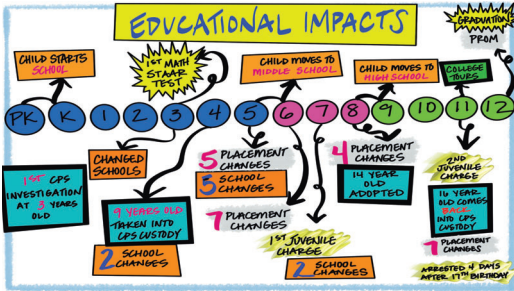 EDUCATIONAL IMPACTS
GRADUATION
PROM
CHILD STARTS
SCHOOL
1ST MATH
STAAR
TEST
CHILD MOVES TO
MIDDLE SCHOOL
CHILD MOVES TO
HIGH SCHOOL
COLLEGE
TOURS
PK K 1 2 3 4 5 6 7 8 9 10 11 12
1ST CPS
INVESTIGATION
AT 3 YEARS
OLD
CHANGED
SCHOOLS
9 YEARS OLD
TAKEN INTO
CPS CUSTODY
2 SCHOOL
CHANGES
5 PLACEMENT
CHANGES
5 SCHOOL
CHANGES
7 PLACEMENT
CHANGES
1ST JUVENILE
CHARGE
2 SCHOOL
CHANGES
4 PLACEMENT
CHANGES
14 YEAR
OLD
ADOPTED
2ND
JUVENILE
CHARGE
16 YEAR
OLD COMES
BACK
INTO CPS
CUSTODY
7 PLACEMENT
CHANGES
ARRESTED 4 DAYS
AFTER 17TH BIRTHDAY